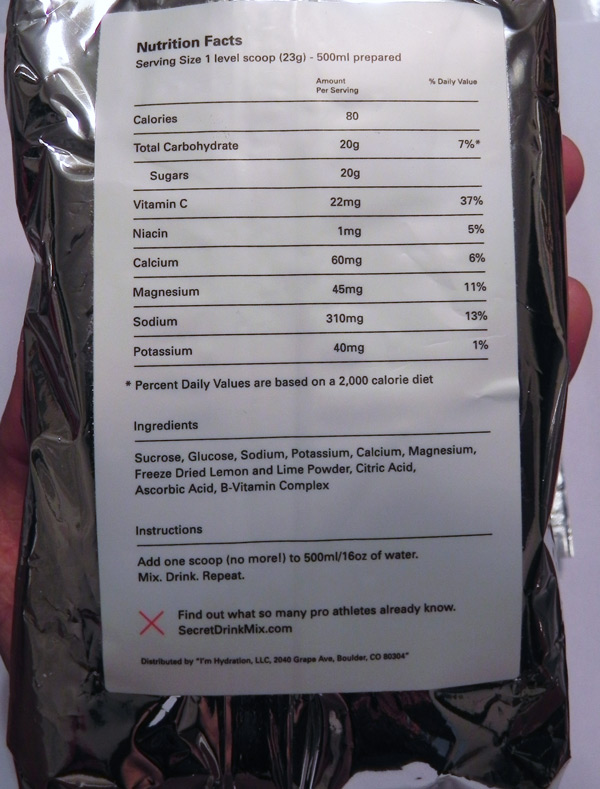 Nutrition Facts
Serving Size 1 level scoop (23g) - 500ml prepared
Amount Per Serving % Daily Value
Calories 80
Total Carbohydrate 20g 7%*
Sugars 20g
Vitamin C 22mg 37%
Niacin 1mg 5%
Calcium 60mg 6%
Magnesium 45mg 11%
Sodium 310mg 13%
Potassium 40mg 1%
* Percent Daily Values are based on a 2,000 calorie diet
Ingredients
Sucrose, Glucose, Sodium, Potassium, Calcium, Magnesium,
Freeze Dried Lemon and Lime Powder, Citric Acid,
Ascorbic Acid, B-Vitamin Complex
Instructions
Add one scoop (no more!) to 500ml/16oz of water.
Mix. Drink. Repeat.
Find out what so many pro athletes already know.
SecretDrinkMix.com
Distributed by "I'm Hydration, LLC, 2040 Grape Ave, Boulder, CO 80304"